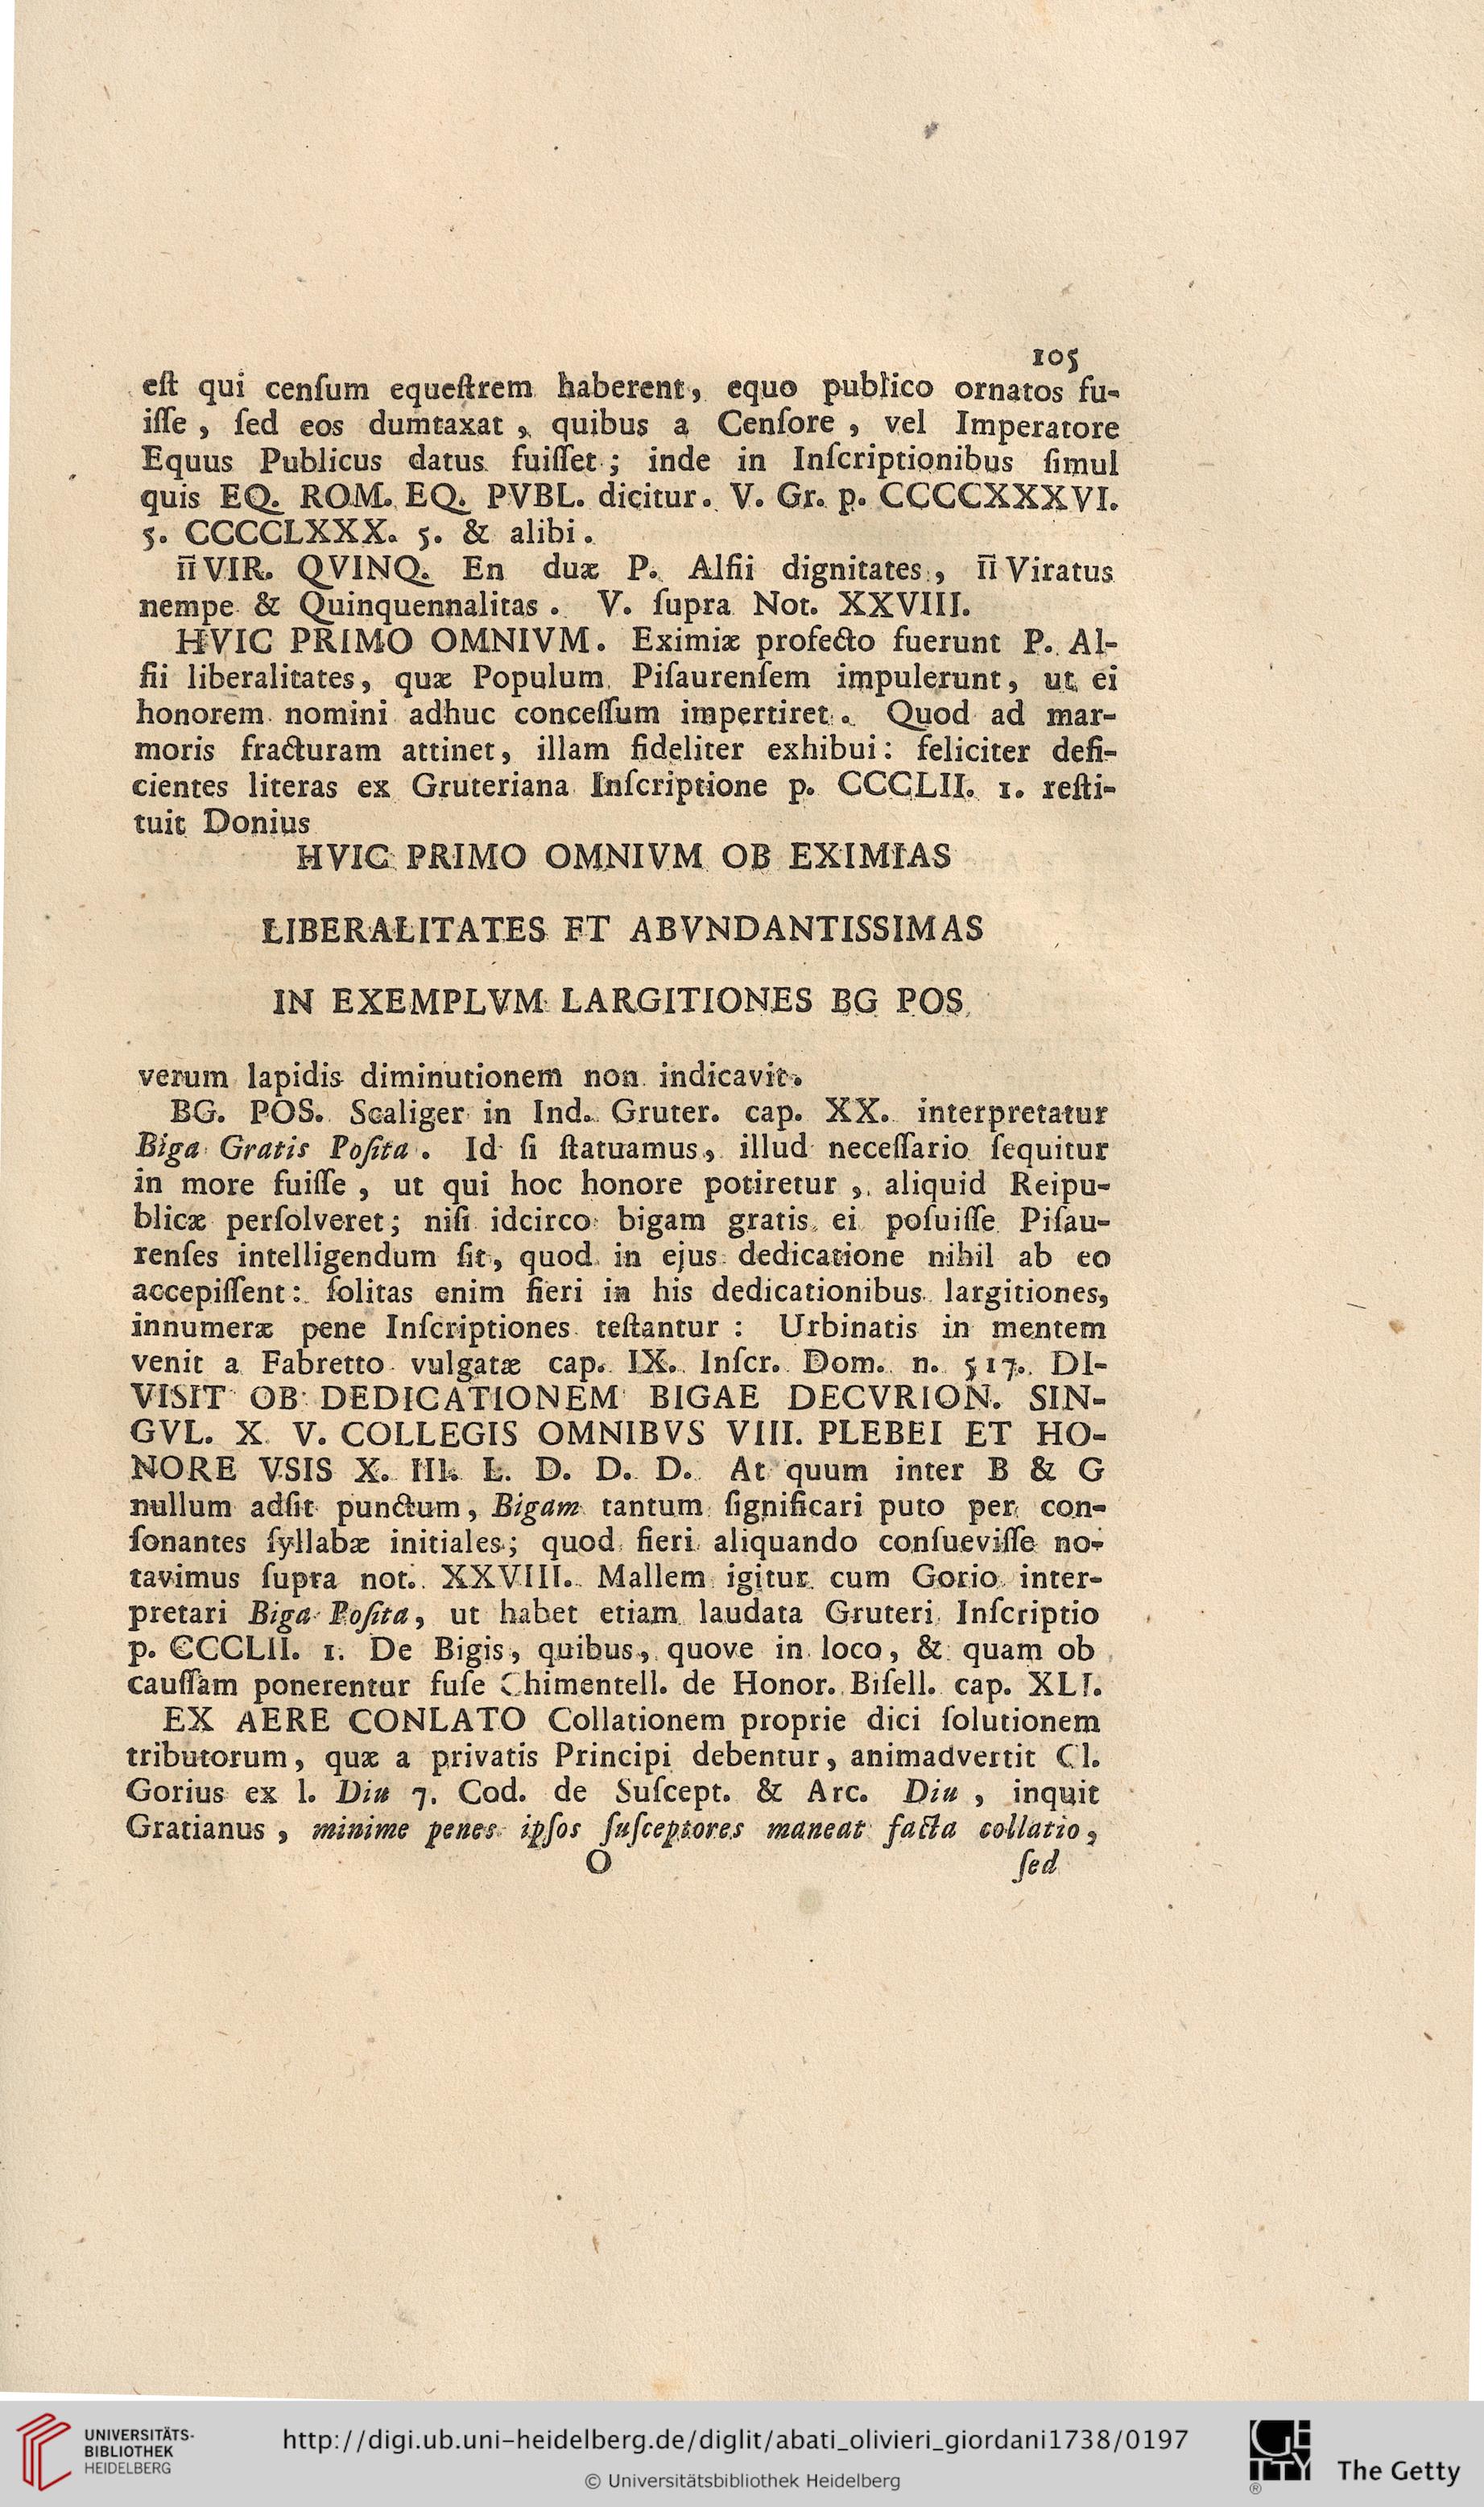 105
est qui censum equestrem haberent, equo publico ornatos fu-
isse, sed eos dumtaxat, quibus a Censore, vel Imperatore
Equus Publicus datus fuisset; inde in Inscriptionibus simul
quis EQ. ROM. EQ. PVBL. dicitur. V. Gr. p. CCCCXXXVI.
5. CCCCLXXX. 5. & alibi.
II̅ VIR. QVINQ. En duæ P. Alfii dignitates, II̅ Viratus
nempe & Quinquennalitas. V. supra Not. XXVIII.
HVIC PRIMO OMNIVM. Eximiæ profecto fuerunt P. Al-
fii liberalitates, quæ Populum Pisaurensem impulerunt, ut ei
honorem nomini adhuc concessum impertiret. Quod ad mar-
moris fracturam attinet, illam fideliter exhibui: feliciter defi-
cientes literas ex Gruteriana Inscriptione p. CCCLII. 1. resti-
tuit Donius
HVIC PRIMO OMNIVM OB EXIMIAS
LIBERALITATES ET ABVNDANTISSIMAS
IN EXEMPLVM LARGITIONES BG POS
verum lapidis diminutionem non indicavit.
BG. POS. Scaliger in Ind. Gruter. cap. XX. interpretatur
Biga Gratis Posita. Id si statuamus, illud necessario sequitur
in more fuisse, ut qui hoc honore potiretur, aliquid Reipu-
blicæ persolveret; nisi idcirco bigam gratis ei posuisse Pisau-
renses intelligendum sit, quod in ejus dedicatione nihil ab eo
accepissent: solitas enim fieri in his dedicationibus largitiones,
innumeræ pene Inscriptiones testantur: Urbinatis in mentem
venit a Fabretto vulgatæ cap. IX. Inscr. Dom. n. 517. DI-
VISIT OB DEDICATIONEM BIGAE DECVRION. SIN-
GVL. X V. COLLEGIS OMNIBVS VIII. PLEBEI ET HO-
NORE VSIS X. III. L. D. D. D. At quum inter B & G
nullum adsit punctum, Bigam tantum significari puto per con-
sonantes syllabæ initiales; quod fieri aliquando consuevisse no-
tavimus supra not. XXVIII. Mallem igitur cum Gorio inter-
pretari Biga Posita, ut habet etiam laudata Gruteri Inscriptio
p. CCCLII. 1. De Bigis, quibus, quove in loco, & quam ob
caussam ponerentur fuse Chimentell. de Honor. Bisell. cap. XLI.
EX AERE CONLATO Collationem proprie dici solutionem
tributorum, quæ a privatis Principi debentur, animadvertit Cl.
Gorius ex l. Diu 7. Cod. de Suscept. & Arc. Diu, inquit
Gratianus, minime penes ipsos susceptores maneat facta collatio,
O sed
UNIVERSITÄTS-
BIBLIOTHEK
HEIDELBERG
http://digi.ub.uni-heidelberg.de/diglit/abati_olivieri_giordani1738/0197
© Universitätsbibliothek Heidelberg
GETTY
®
The Getty